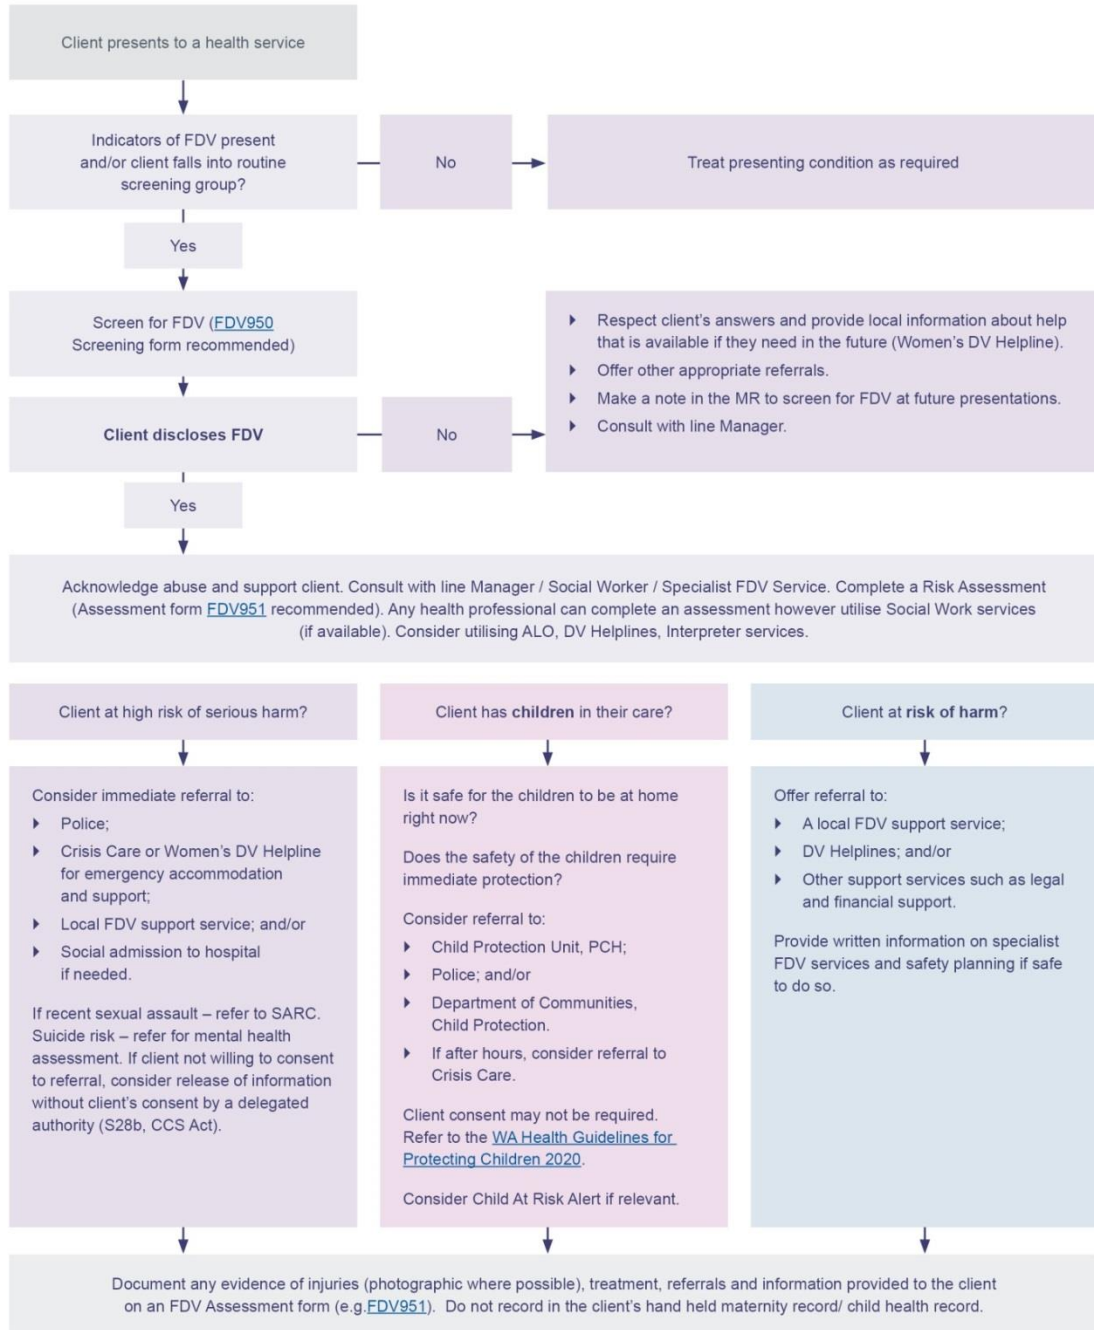 Client presents to a health service
Indicators of FDV present
and/or client falls into routine
screening group?
No
Treat presenting condition as required
Yes
Screen for FDV (FDV950
Screening form recommended)
Respect client's answers and provide local information about help
that is available if they need in the future (Women's DV Helpline).
Offer other appropriate referrals.
Make a note in the MR to screen for FDV at future presentations.
Consult with line Manager.
Client discloses FDV
No
Yes
Acknowledge abuse and support client. Consult with line Manager / Social Worker / Specialist FDV Service. Complete a Risk Assessment
(Assessment form FDV951 recommended). Any health professional can complete an assessment however utilise Social Work services
(if available). Consider utilising ALO, DV Helplines, Interpreter services.
Client at high risk of serious harm?
Consider immediate referral to:
Police;
Crisis Care or Women's DV Helpline
for emergency accommodation
and support;
Local FDV support service; and/or
Social admission to hospital
if needed.
If recent sexual assault – refer to SARC.
Suicide risk – refer for mental health
assessment. If client not willing to consent
to referral, consider release of information
without client's consent by a delegated
authority (S28b, CCS Act).
Client has children in their care?
Is it safe for the children to be at home
right now?
Does the safety of the children require
immediate protection?
Consider referral to:
Child Protection Unit, PCH;
Police; and/or
Department of Communities,
Child Protection.
If after hours, consider referral to
Crisis Care.
Client consent may not be required.
Refer to the WA Health Guidelines for
Protecting Children 2020.
Consider Child At Risk Alert if relevant.
Client at risk of harm?
Offer referral to:
A local FDV support service;
DV Helplines; and/or
Other support services such as legal
and financial support.
Provide written information on specialist
FDV services and safety planning if safe
to do so.
Document any evidence of injuries (photographic where possible), treatment, referrals and information provided to the client
on an FDV Assessment form (e.g.FDV951). Do not record in the client's hand held maternity record/ child health record.